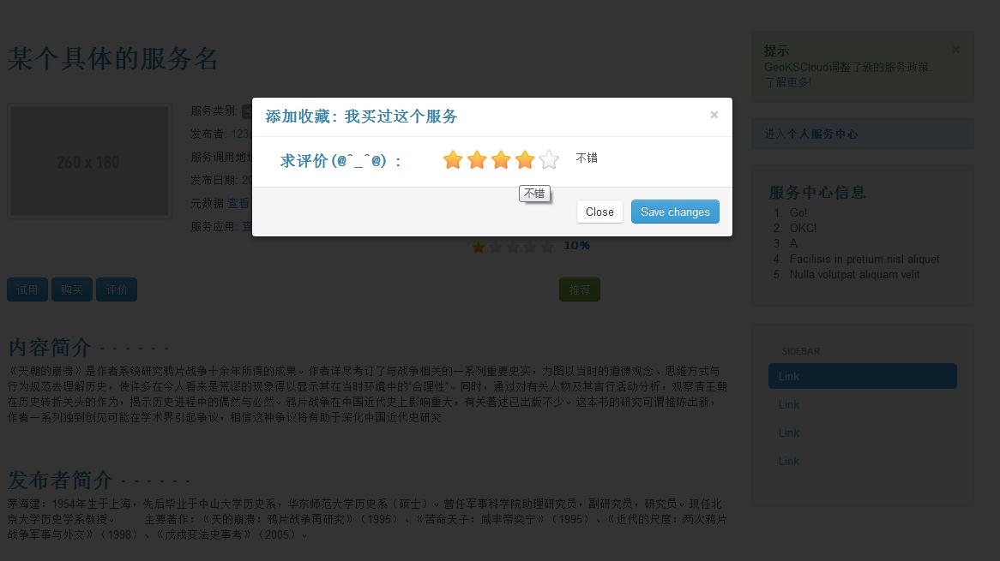 某个具体的服务名
260 x 180
服务类别:
发布者: 123
服务调用地址
发布日期: 20
元数据 查看
服务应用: 查
10%
试用 购买 评价 推荐
添加收藏: 我买过这个服务 ×
求评价(@^_^@) : 不错
不错
Close Save changes
内容简介 - - - - - -
《天朝的崩溃》是作者系统研究鸦片战争十余年所得的成果。作者详尽考订了与战争相关的一系列重要史实，力图以当时的道德观念、思维方式与
行为规范去理解历史，使许多在今人看来是荒谬的现象得以显示其在当时环境中的“合理性”。同时，通过对有关人物及其言行活动分析，观察清王朝
在历史转折关头的作为，揭示历史进程中的偶然与必然。鸦片战争在中国近代史上影响重大，有关著述已出版不少。这本书的研究可谓推陈出新，
作者一系列独到创见可能在学术界引起争议，相信这种争议将有助于深化中国近代史研究
发布者简介 - - - - - -
茅海建：1954年生于上海，先后毕业于中山大学历史系，华东师范大学历史系（硕士）。曾任军事科学院助理研究员，副研究员，研究员。现任北
京大学历史学系教授。 主要著作：《天的崩溃：鸦片战争再研究》（1995）、《苦命天子：咸丰帝奕宁》（1995）、《近代的尺度：两次鸦片
战争军事与外交》（1998）、《戊戌变法史事考》（2005）。
提示 ×
GeoKSCloud调整了新的服务政策.
了解更多!
进入个人服务中心
服务中心信息
1. Go!
2. OKC!
3. A
4. Facilisis in pretium nisl aliquet
5. Nulla volutpat aliquam velit
SIDEBAR
Link
Link
Link
Link